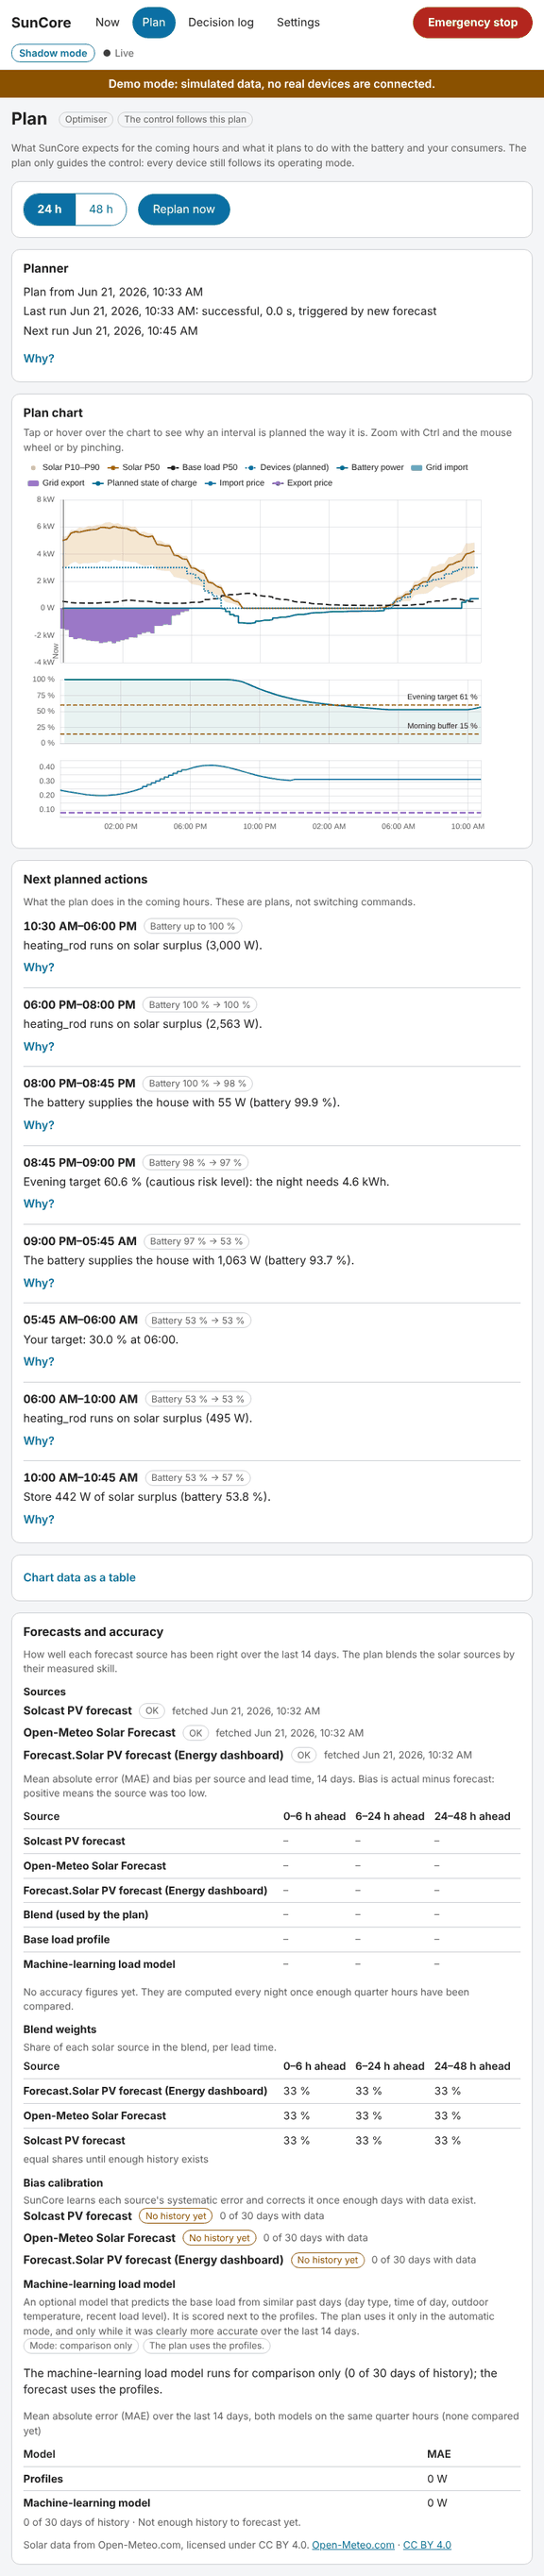 SunCore Now Plan Decision log Settings Emergency stop
Shadow mode Live
Demo mode: simulated data, no real devices are connected.
Plan Optimiser The control follows this plan
What SunCore expects for the coming hours and what it plans to do with the battery and your consumers. The
plan only guides the control: every device still follows its operating mode.
24 h 48 h Replan now
Planner
Plan from Jun 21, 2026, 10:33 AM
Last run Jun 21, 2026, 10:33 AM: successful, 0.0 s, triggered by new forecast
Next run Jun 21, 2026, 10:45 AM
Why?
Plan chart
Tap or hover over the chart to see why an interval is planned the way it is. Zoom with Ctrl and the mouse
wheel or by pinching.
Solar P10–P90 Solar P50 Base load P50 Devices (planned) Battery power Grid import
Grid export Planned state of charge Import price Export price
8 kW
6 kW
4 kW
2 kW
0 W
-2 kW
-4 kW
Now
100 %
75 %
50 %
25 %
0 %
Evening target 61 %
Morning buffer 15 %
0.40
0.30
0.20
0.10
02:00 PM 06:00 PM 10:00 PM 02:00 AM 06:00 AM 10:00 AM
Next planned actions
What the plan does in the coming hours. These are plans, not switching commands.
10:30 AM–06:00 PM Battery up to 100 %
heating_rod runs on solar surplus (3,000 W).
Why?
06:00 PM–08:00 PM Battery 100 % → 100 %
heating_rod runs on solar surplus (2,563 W).
Why?
08:00 PM–08:45 PM Battery 100 % → 98 %
The battery supplies the house with 55 W (battery 99.9 %).
Why?
08:45 PM–09:00 PM Battery 98 % → 97 %
Evening target 60.6 % (cautious risk level): the night needs 4.6 kWh.
Why?
09:00 PM–05:45 AM Battery 97 % → 53 %
The battery supplies the house with 1,063 W (battery 93.7 %).
Why?
05:45 AM–06:00 AM Battery 53 % → 53 %
Your target: 30.0 % at 06:00.
Why?
06:00 AM–10:00 AM Battery 53 % → 53 %
heating_rod runs on solar surplus (495 W).
Why?
10:00 AM–10:45 AM Battery 53 % → 57 %
Store 442 W of solar surplus (battery 53.8 %).
Why?
Chart data as a table
Forecasts and accuracy
How well each forecast source has been right over the last 14 days. The plan blends the solar sources by
their measured skill.
Sources
Solcast PV forecast OK fetched Jun 21, 2026, 10:32 AM
Open-Meteo Solar Forecast OK fetched Jun 21, 2026, 10:32 AM
Forecast.Solar PV forecast (Energy dashboard) OK fetched Jun 21, 2026, 10:32 AM
Mean absolute error (MAE) and bias per source and lead time, 14 days. Bias is actual minus forecast:
positive means the source was too low.
Source 0–6 h ahead 6–24 h ahead 24–48 h ahead
Solcast PV forecast – – –
Open-Meteo Solar Forecast – – –
Forecast.Solar PV forecast (Energy dashboard) – – –
Blend (used by the plan) – – –
Base load profile – – –
Machine-learning load model – – –
No accuracy figures yet. They are computed every night once enough quarter hours have been
compared.
Blend weights
Share of each solar source in the blend, per lead time.
Source 0–6 h ahead 6–24 h ahead 24–48 h ahead
Forecast.Solar PV forecast (Energy dashboard) 33 % 33 % 33 %
Open-Meteo Solar Forecast 33 % 33 % 33 %
Solcast PV forecast 33 % 33 % 33 %
equal shares until enough history exists
Bias calibration
SunCore learns each source's systematic error and corrects it once enough days with data exist.
Solcast PV forecast No history yet 0 of 30 days with data
Open-Meteo Solar Forecast No history yet 0 of 30 days with data
Forecast.Solar PV forecast (Energy dashboard) No history yet 0 of 30 days with data
Machine-learning load model
An optional model that predicts the base load from similar past days (day type, time of day, outdoor
temperature, recent load level). It is scored next to the profiles. The plan uses it only in the automatic
mode, and only while it was clearly more accurate over the last 14 days.
Mode: comparison only The plan uses the profiles.
The machine-learning load model runs for comparison only (0 of 30 days of history); the
forecast uses the profiles.
Mean absolute error (MAE) over the last 14 days, both models on the same quarter hours (none compared
yet)
Model MAE
Profiles 0 W
Machine-learning model 0 W
0 of 30 days of history · Not enough history to forecast yet.
Solar data from Open-Meteo.com, licensed under CC BY 4.0. Open-Meteo.com · CC BY 4.0